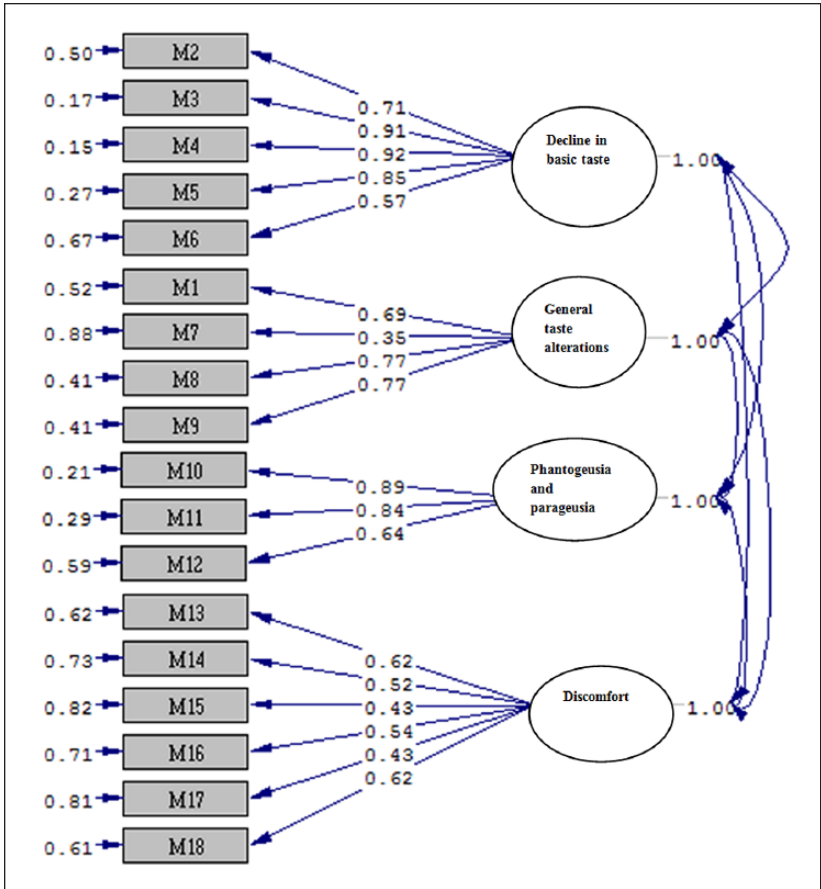 0.50 M2
0.17 M3
0.15 M4
0.27 M5
0.67 M6
0.52 M1
0.88 M7
0.41 M8
0.41 M9
0.21 M10
0.29 M11
0.59 M12
0.62 M13
0.73 M14
0.82 M15
0.71 M16
0.81 M17
0.61 M18
0.71
0.91
0.92
0.85
0.57
0.69
0.35
0.77
0.77
0.89
0.84
0.64
0.62
0.52
0.43
0.54
0.43
0.62
Decline in
basic taste
1.00
General
taste
alterations
1.00
Phantogeusia
and
parageusia
1.00
Discomfort
1.00